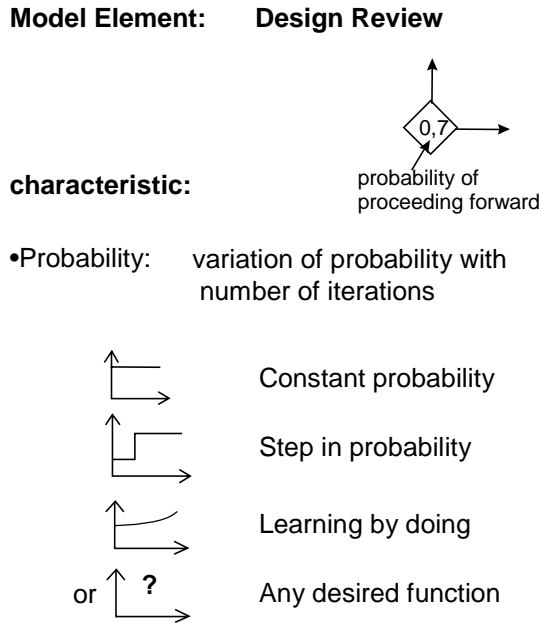 Model Element: Design Review
0,7
probability of
proceeding forward
characteristic:
•Probability: variation of probability with
number of iterations
Constant probability
Step in probability
Learning by doing
or ? Any desired function